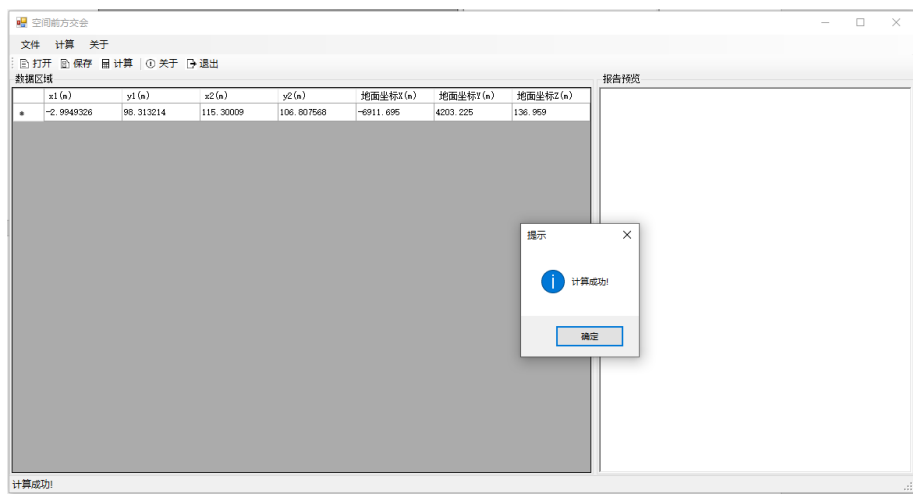 空间前方交会
文件 计算 关于
打开 保存 计算 关于 退出
数据区域 报告预览
x1(m) y1(m) x2(m) y2(m) 地面坐标X(m) 地面坐标Y(m) 地面坐标Z(m)
-2.9949326 98.313214 115.30009 106.807568 -6911.695 4203.225 136.959
提示
计算成功!
确定
计算成功!